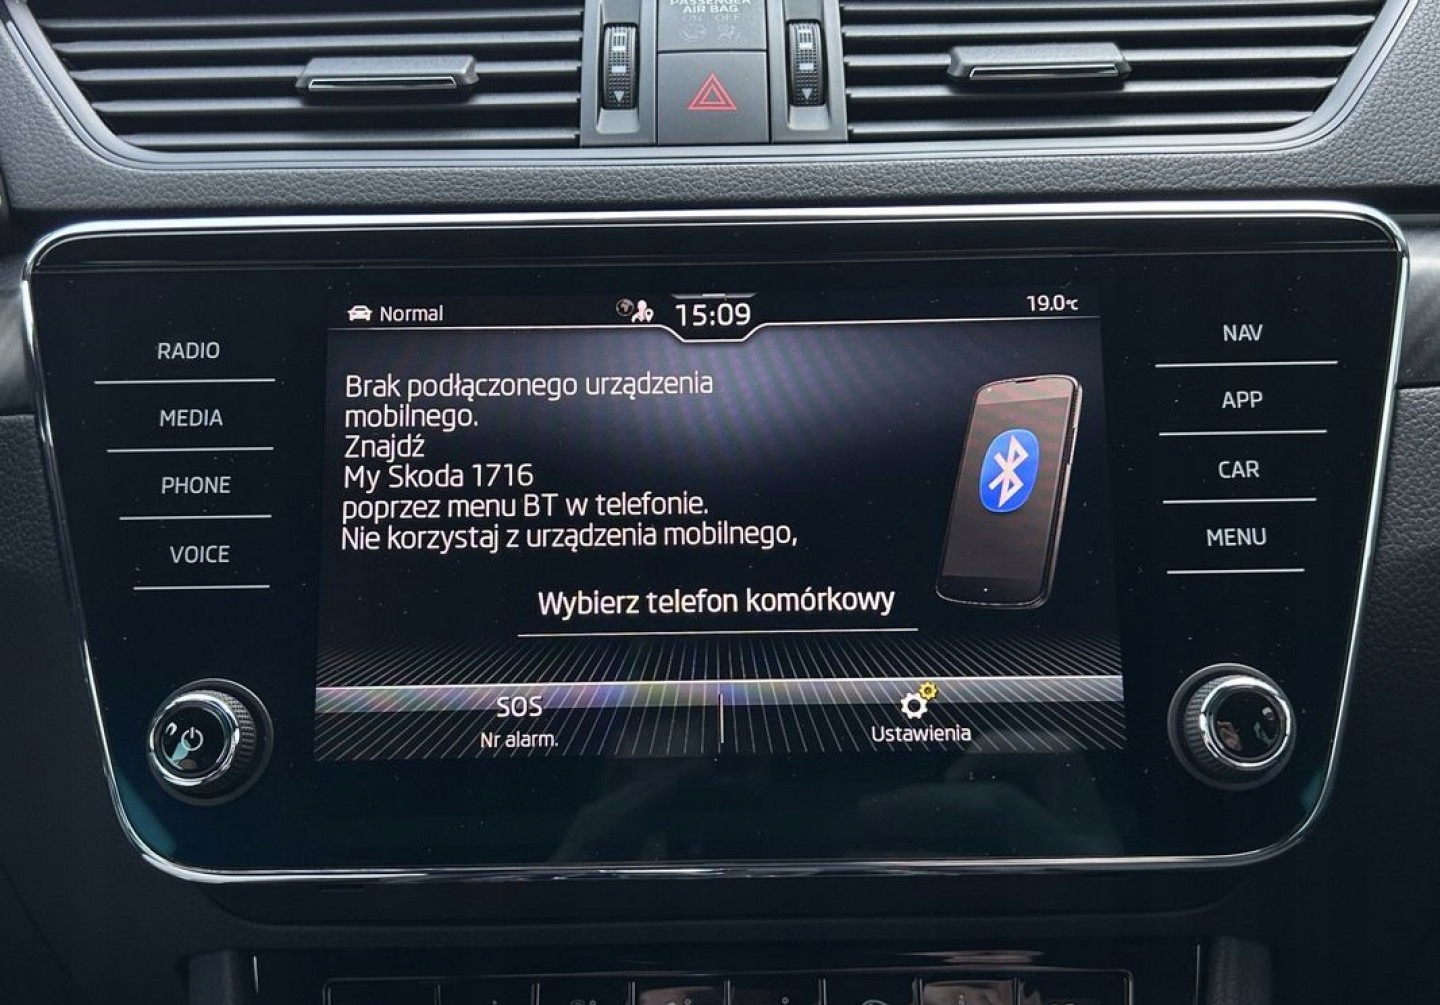 PASSENGER
AIR BAG
ON OFF
Normal
15:09
19.0°C
RADIO
MEDIA
PHONE
VOICE
Brak podłączonego urządzenia
mobilnego.
Znajdź
My Skoda 1716
poprzez menu BT w telefonie.
Nie korzystaj z urządzenia mobilnego,
Wybierz telefon komórkowy
SOS
Nr alarm.
Ustawienia
NAV
APP
CAR
MENU